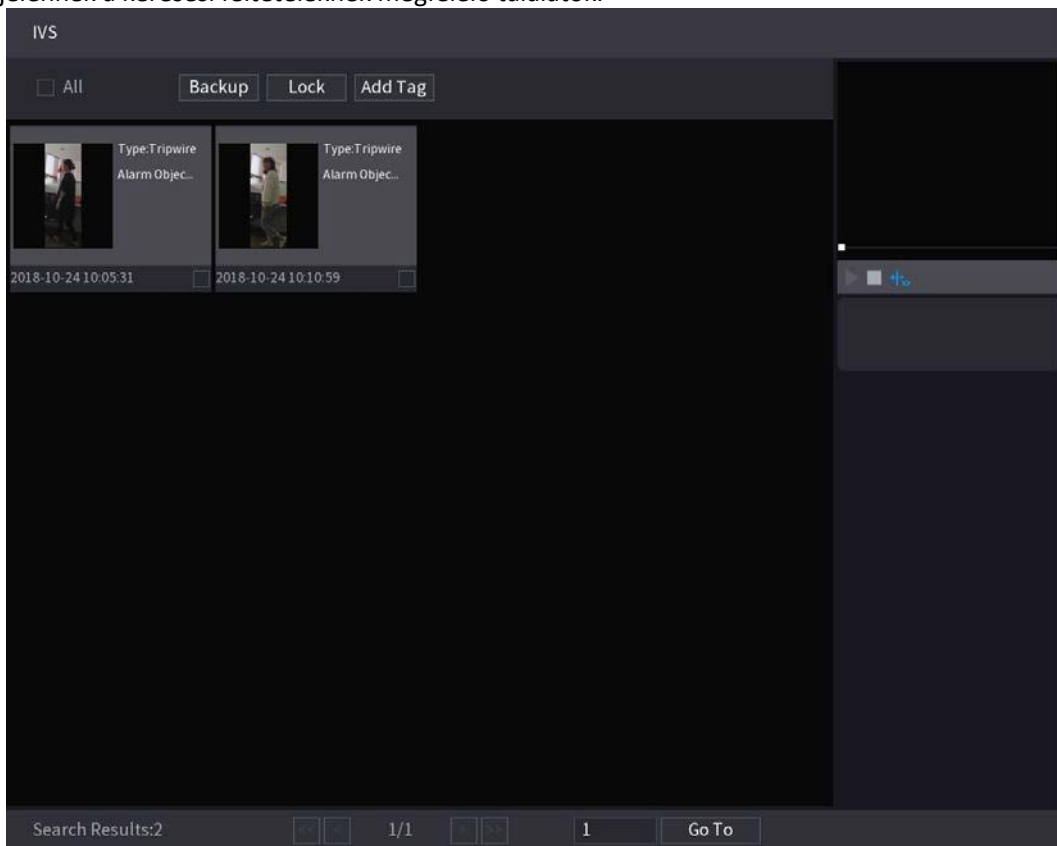 IVS
All Backup Lock Add Tag
Type:Tripwire
Alarm Objec...
2018-10-24 10:05:31
Type:Tripwire
Alarm Objec...
2018-10-24 10:10:59
Search Results:2 << < 1/1 > >> 1 Go To